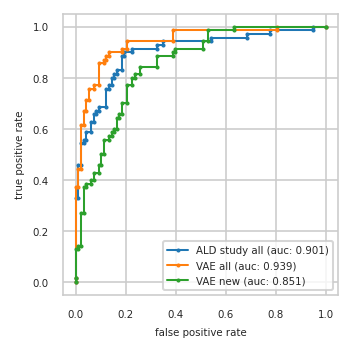 1.0
0.8
0.6
0.4
0.2
0.0
true positive rate
ALD study all (auc: 0.901)
VAE all (auc: 0.939)
VAE new (auc: 0.851)
0.0 0.2 0.4 0.6 0.8 1.0
false positive rate